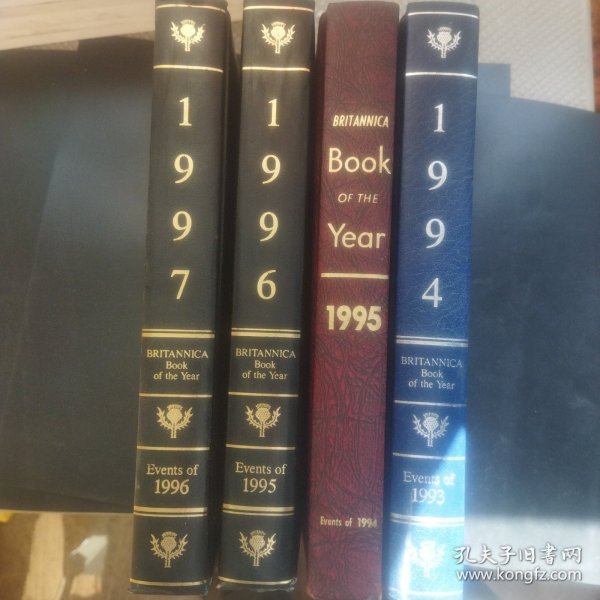 1
9
9
7
BRITANNICA
Book
of the Year
Events of
1996
1
9
9
6
BRITANNICA
Book
of the Year
Events of
1995
BRITANNICA
Book
OF THE
Year
1995
Events of 1994
1
9
9
4
BRITANNICA
Book
of the Year
Events of
1993
孔夫子旧书网
www.kongfz.com